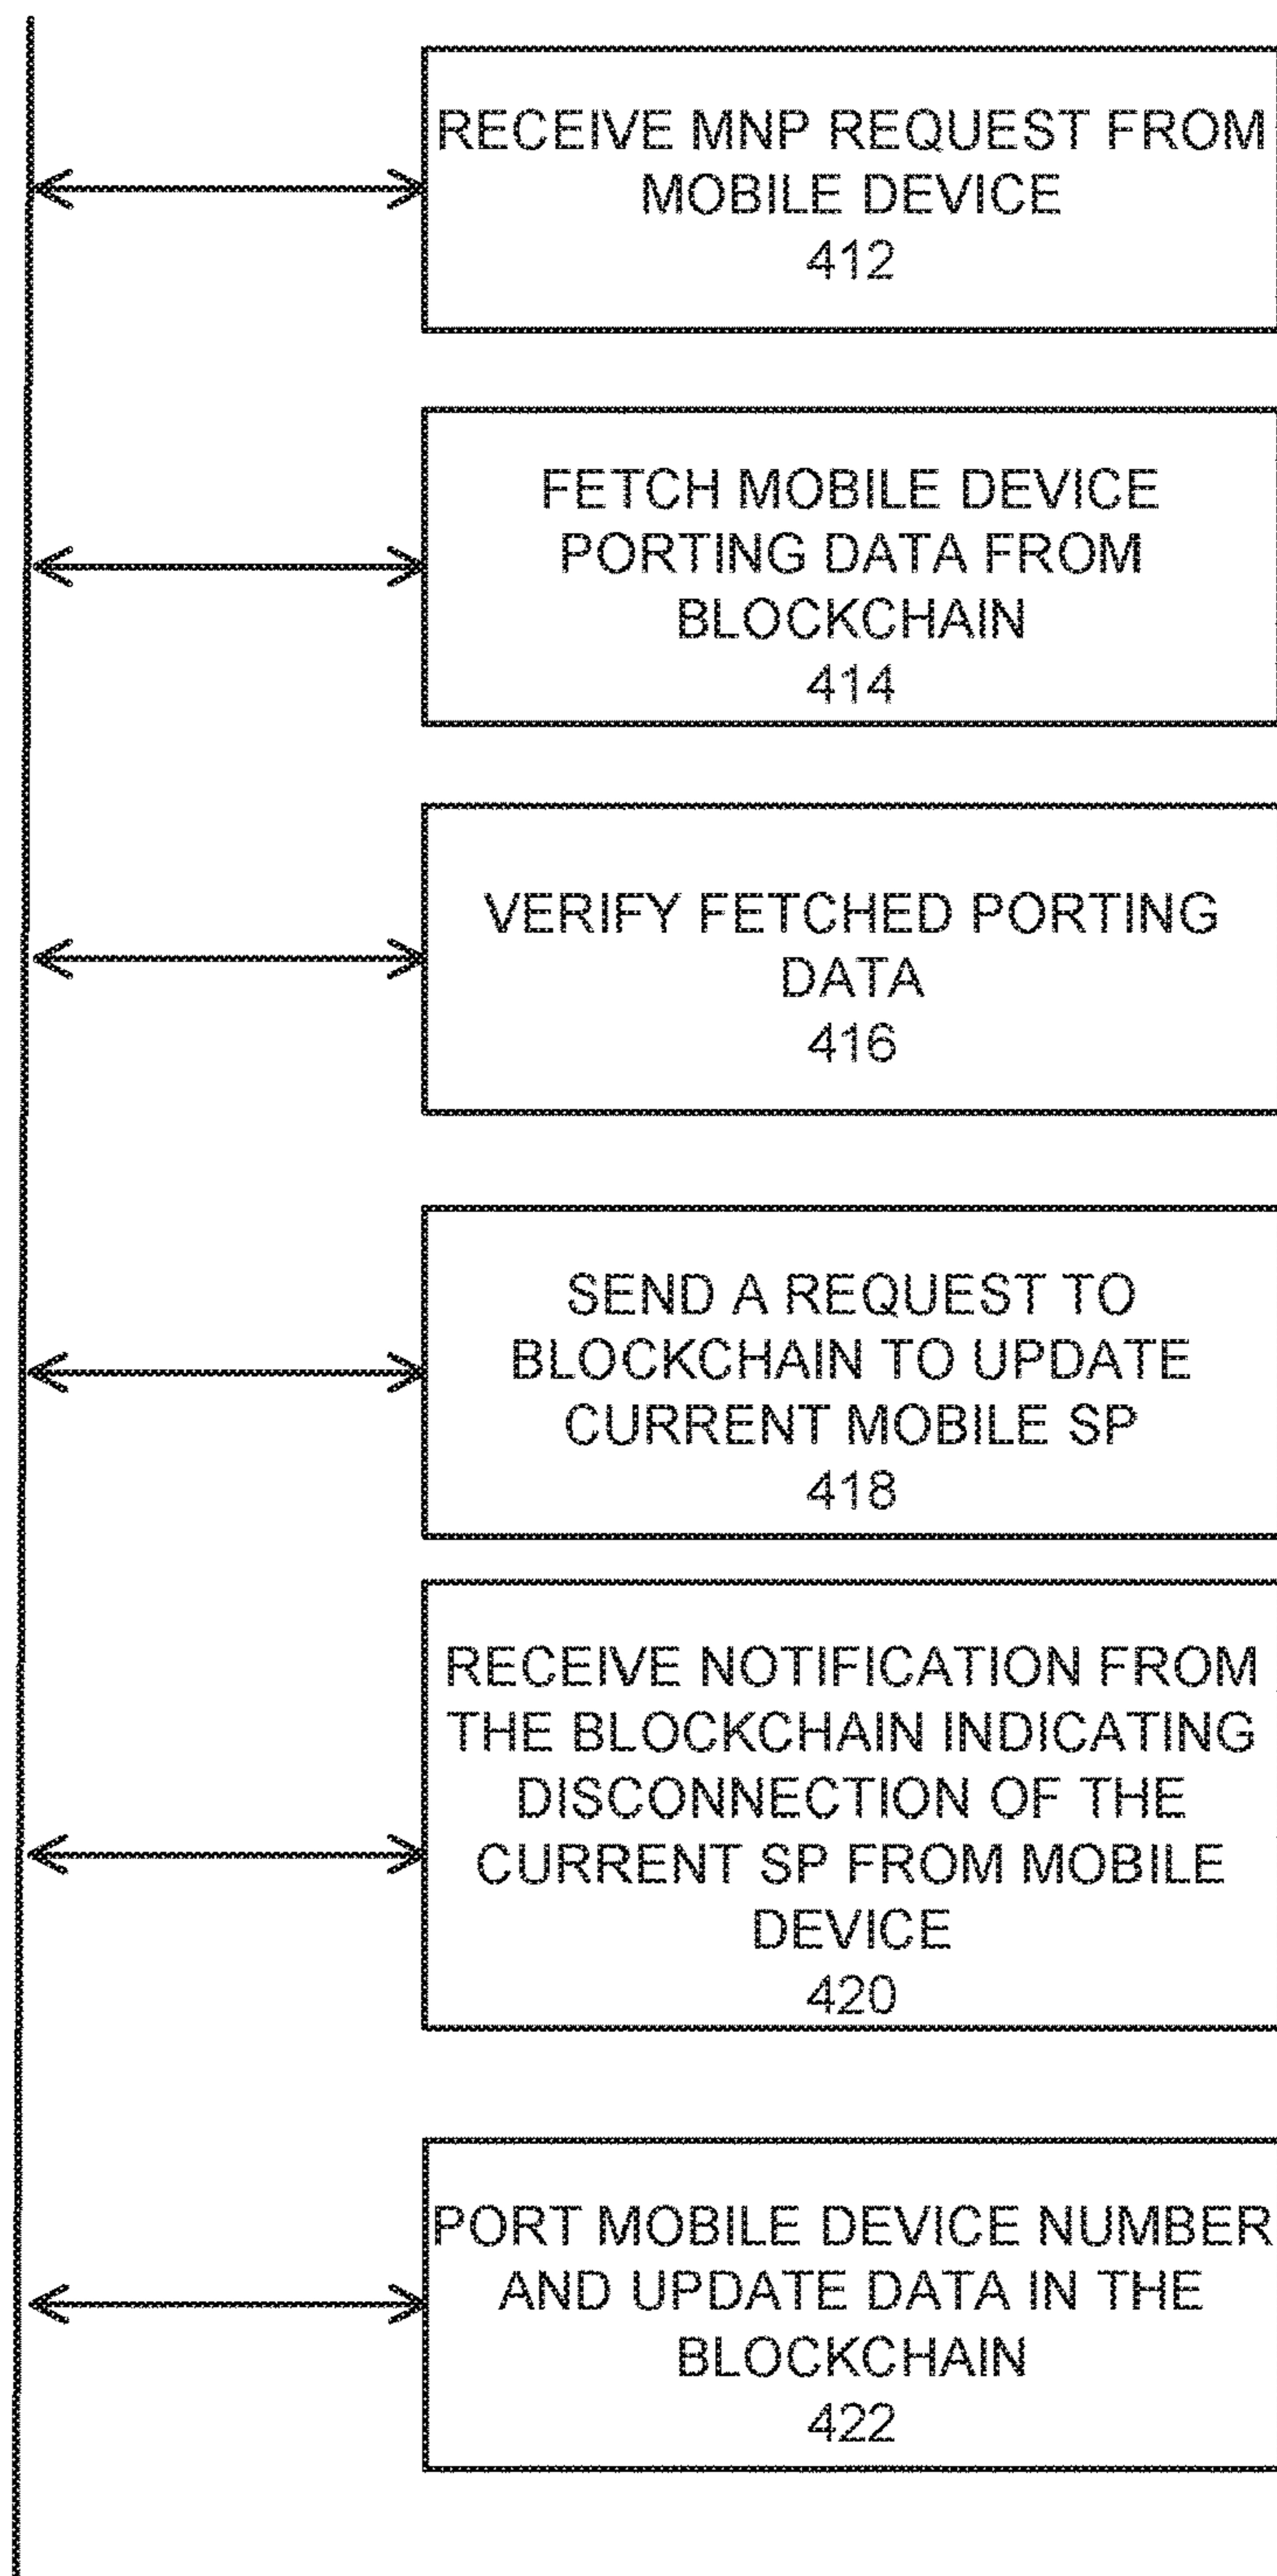 RECEIVE MNP REQUEST FROM
MOBILE DEVICE
412
FETCH MOBILE DEVICE
PORTING DATA FROM
BLOCKCHAIN
414
VERIFY FETCHED PORTING
DATA
416
SEND A REQUEST TO
BLOCKCHAIN TO UPDATE
CURRENT MOBILE SP
418
RECEIVE NOTIFICATION FROM
THE BLOCKCHAIN INDICATING
DISCONNECTION OF THE
CURRENT SP FROM MOBILE
DEVICE
420
PORT MOBILE DEVICE NUMBER
AND UPDATE DATA IN THE
BLOCKCHAIN
422